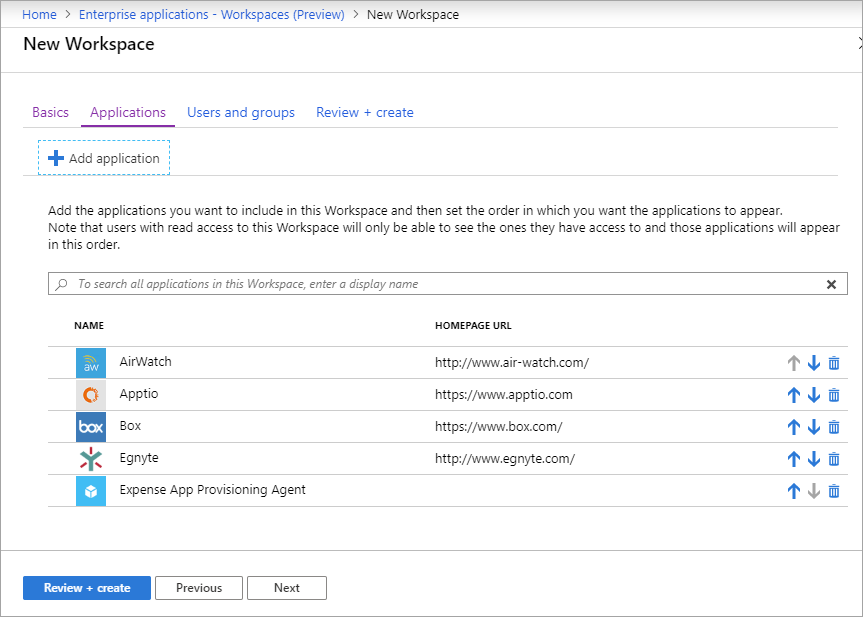 Home > Enterprise applications - Workspaces (Preview) > New Workspace
New Workspace
Basics Applications Users and groups Review + create
Add application
Add the applications you want to include in this Workspace and then set the order in which you want the applications to appear.
Note that users with read access to this Workspace will only be able to see the ones they have access to and those applications will appear
in this order.
To search all applications in this Workspace, enter a display name
NAME HOMEPAGE URL
aw AirWatch http://www.air-watch.com/
Apptio https://www.apptio.com
box Box https://www.box.com/
Egnyte http://www.egnyte.com/
Expense App Provisioning Agent
Review + create Previous Next